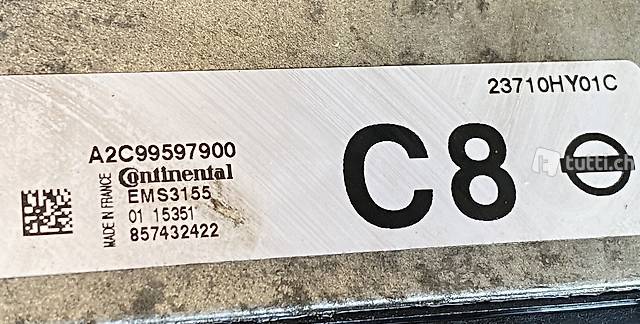 23710HY01C
A2C99597900
Continental
EMS3155
01 15351
857432422
MADE IN FRANCE
C8
tutti.ch